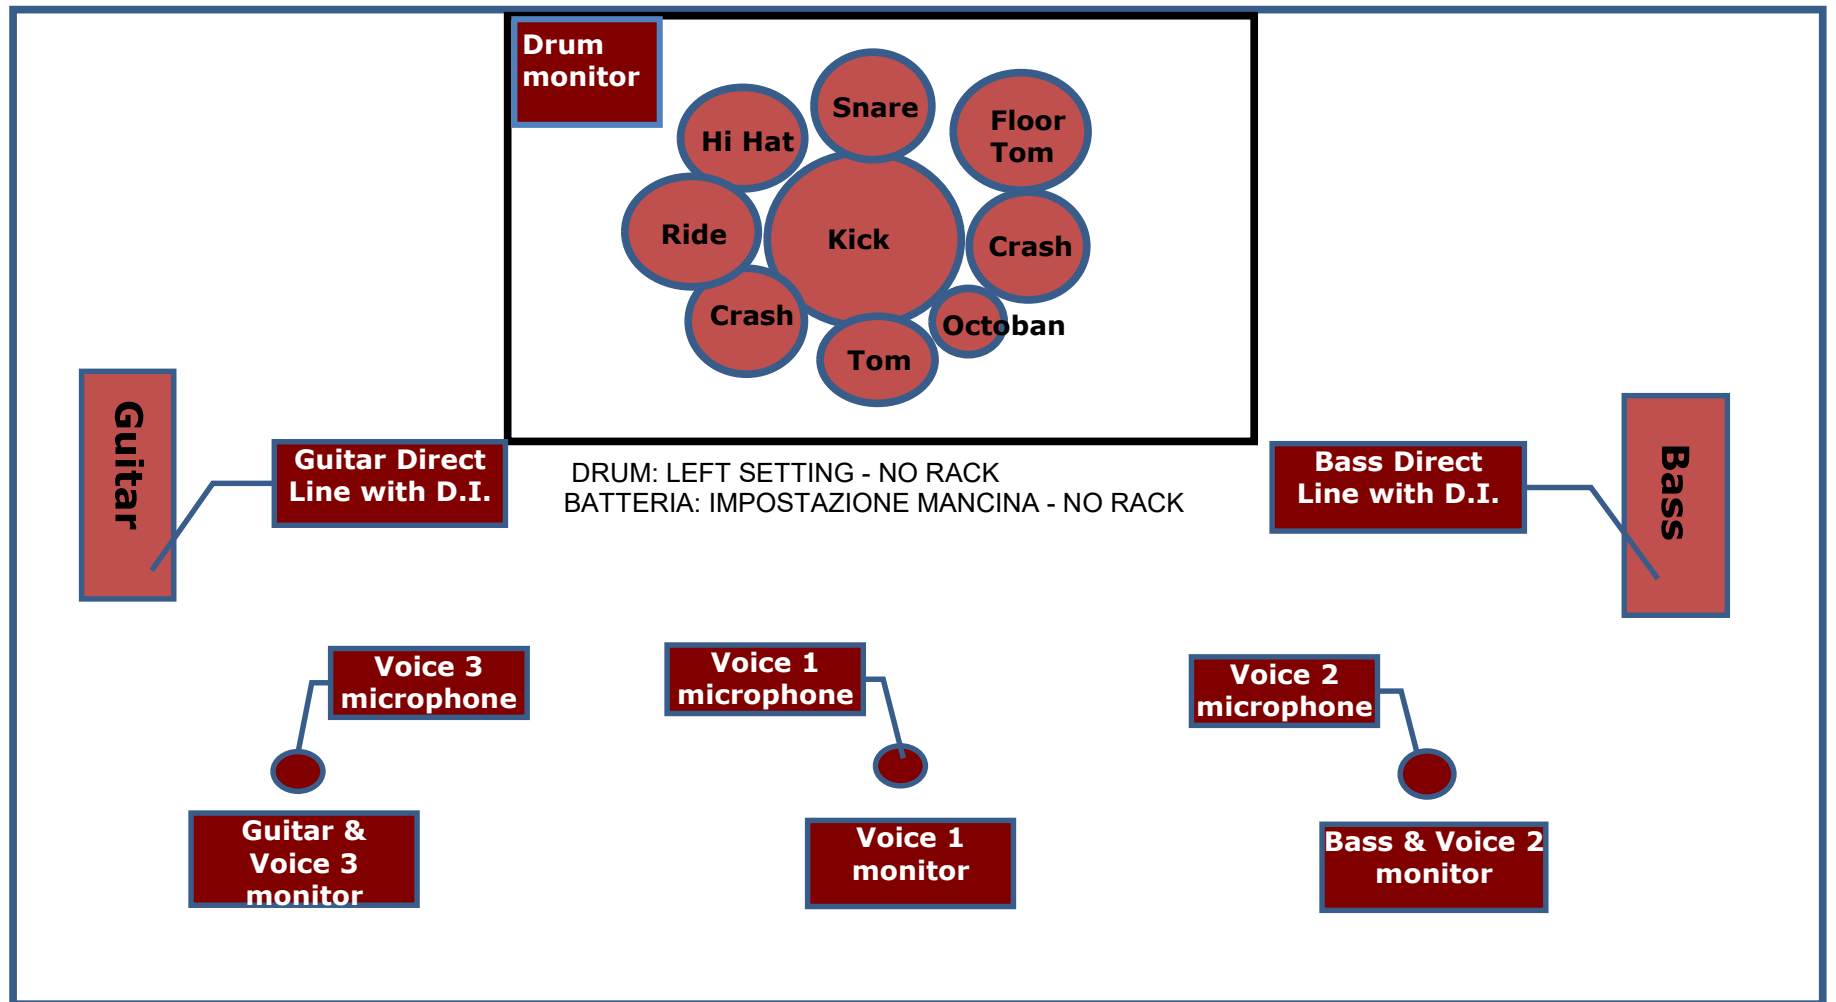 Drum
monitor
Snare
Hi Hat
Floor
Tom
Ride
Kick
Crash
Crash
Octoban
Tom
Guitar
Guitar Direct
Line with D.I.
DRUM: LEFT SETTING - NO RACK
BATTERIA: IMPOSTAZIONE MANCINA - NO RACK
Bass Direct
Line with D.I.
Bass
Voice 3
microphone
Voice 1
microphone
Voice 2
microphone
Guitar &
Voice 3
monitor
Voice 1
monitor
Bass & Voice 2
monitor